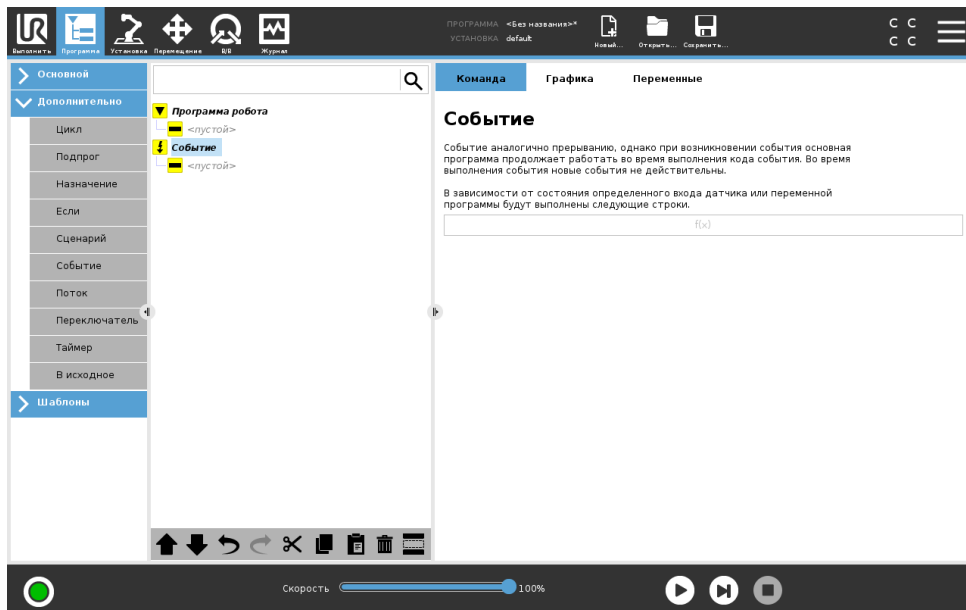 ПРОГРАММА <Без названия>*
УСТАНОВКА default
Выполнить Программа Установка Перемещение В/В Журнал
Новый... Открыть... Сохранить...
C C
C C
Основной
Дополнительно
Цикл
Подпрог
Назначение
Если
Сценарий
Событие
Поток
Переключатель
Таймер
В исходное
Шаблоны
Программа робота
<пустой>
Событие
<пустой>
Команда Графика Переменные
Событие
Событие аналогично прерыванию, однако при возникновении события основная
программа продолжает работать во время выполнения кода события. Во время
выполнения события новые события не действительны.
В зависимости от состояния определенного входа датчика или переменной
программы будут выполнены следующие строки.
f(x)
Скорость 100%